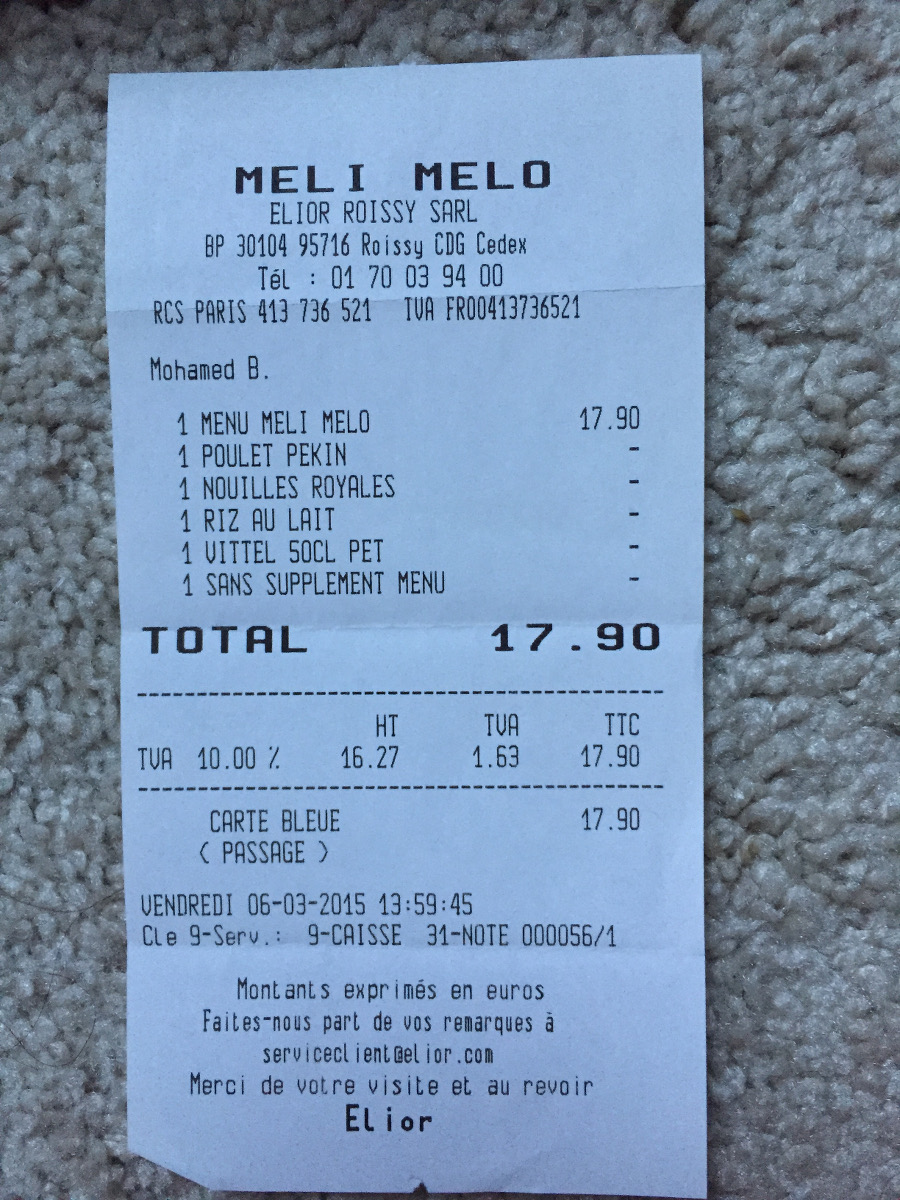 MELI MELO
ELIOR ROISSY SARL
BP 30104 95716 Roissy CDG Cedex
Tél : 01 70 03 94 00
RCS PARIS 413 736 521 TVA FR00413736521
Mohamed B.
1 MENU MELI MELO 17.90
1 POULET PEKIN -
1 NOUILLES ROYALES -
1 RIZ AU LAIT -
1 VITTEL 50CL PET -
1 SANS SUPPLEMENT MENU -
TOTAL 17.90
HT TVA TTC
TVA 10.00 % 16.27 1.63 17.90
CARTE BLEUE 17.90
( PASSAGE )
VENDREDI 06-03-2015 13:59:45
Cle 9-Serv.: 9-CAISSE 31-NOTE 000056/1
Montants exprimés en euros
Faites-nous part de vos remarques à
serviceclient@elior.com
Merci de votre visite et au revoir
Elior